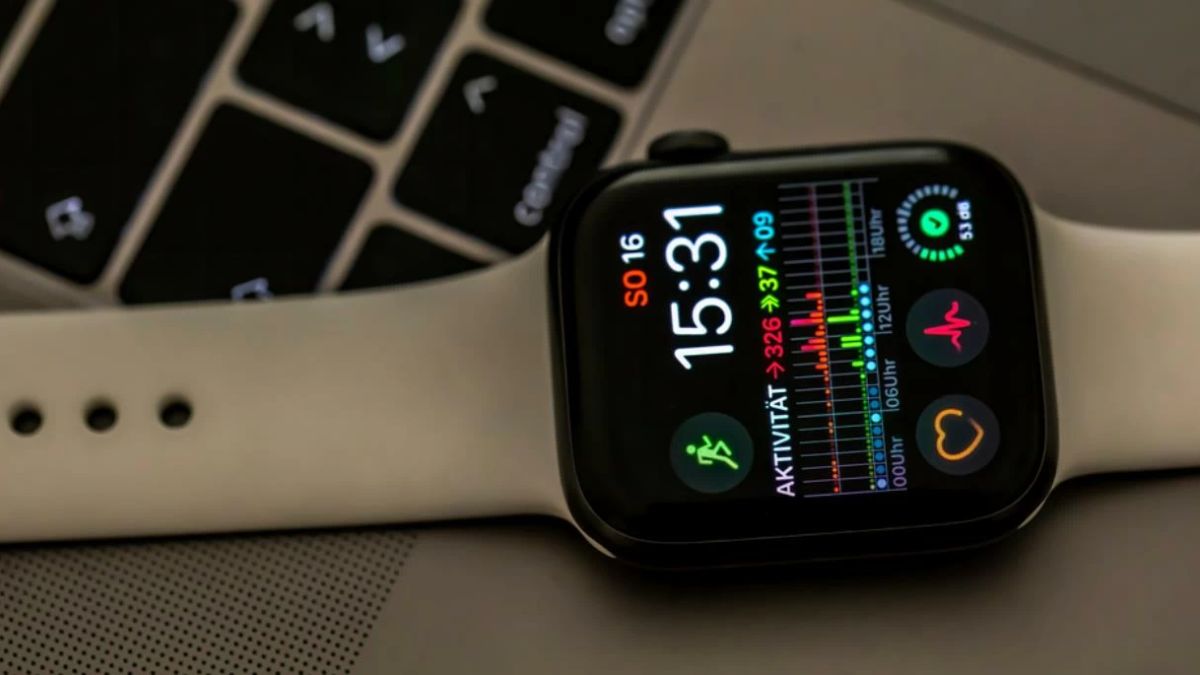 SO 16
15:31
AKTIVITÄT →326 »37 ↑09
00Uhr 06Uhr 12Uhr 18Uhr
53 dB
control